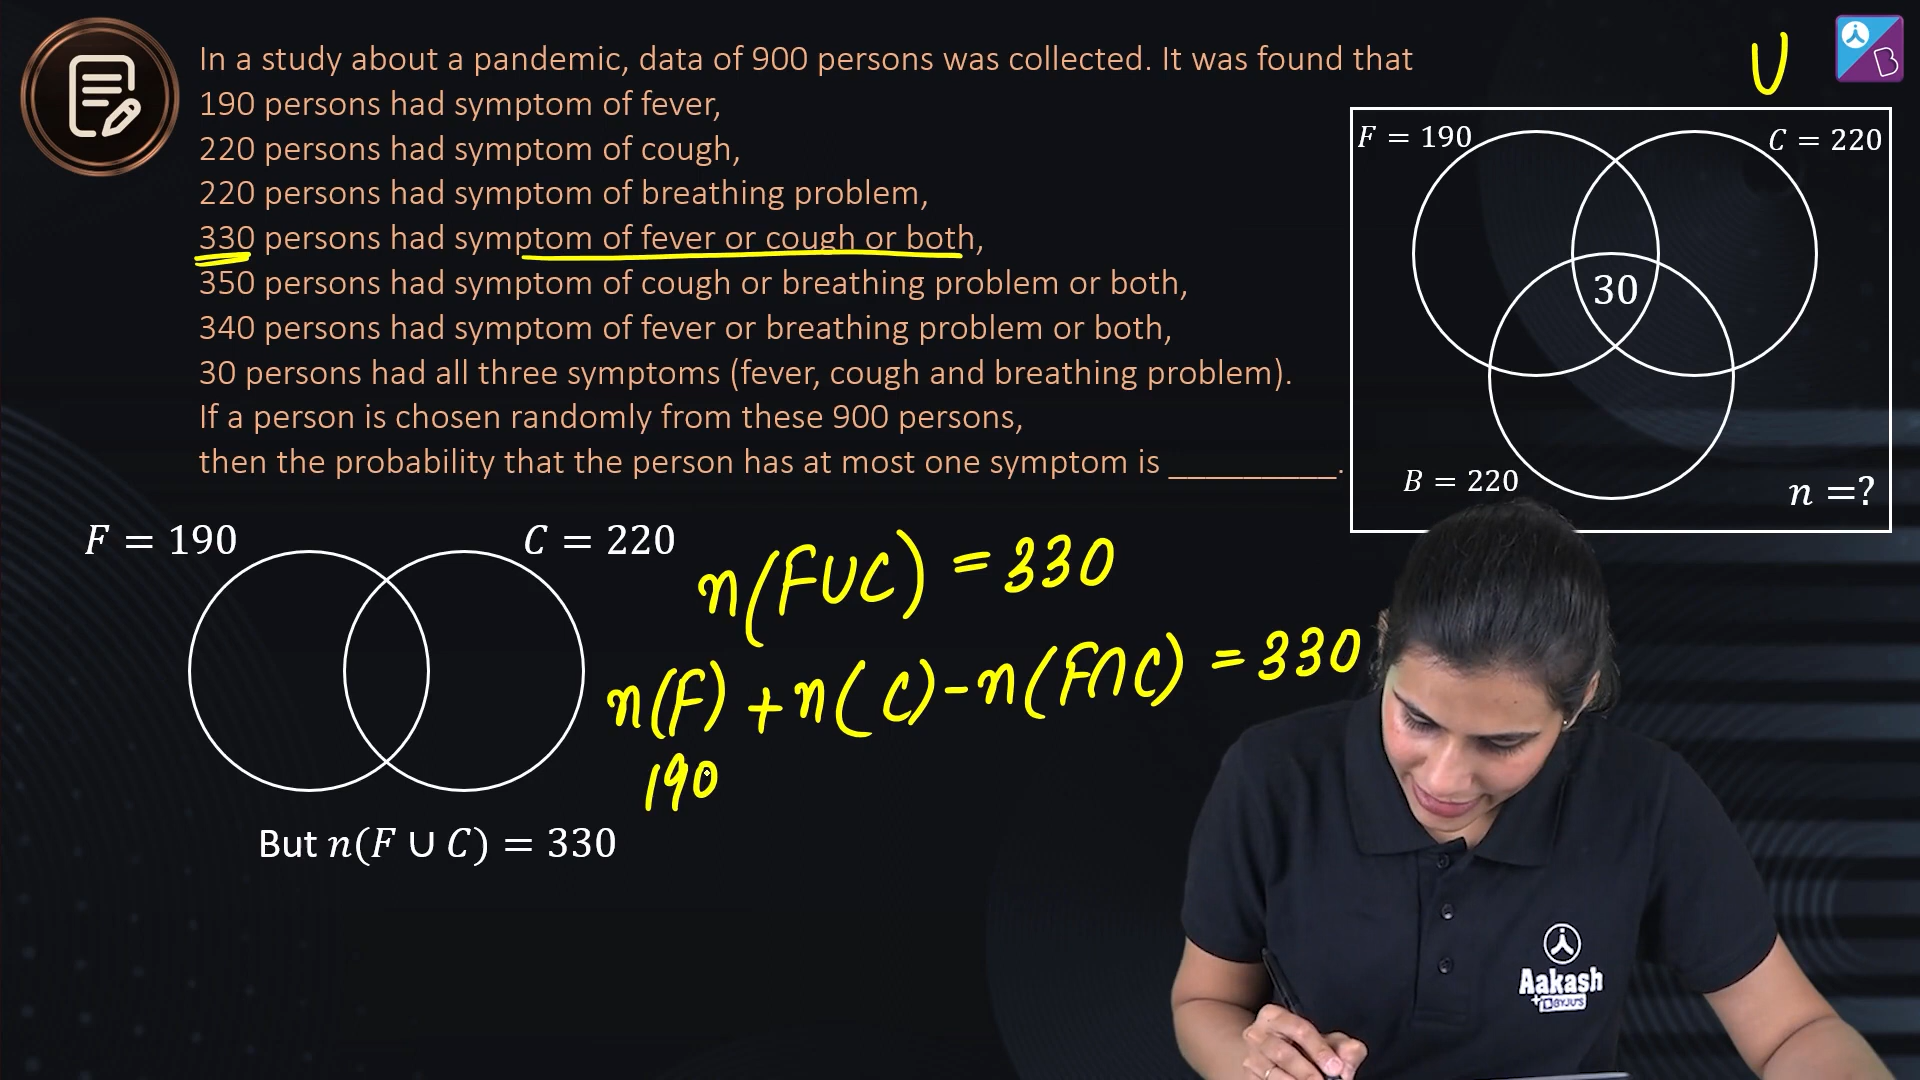 In a study about a pandemic, data of 900 persons was collected. It was found that
190 persons had symptom of fever,
220 persons had symptom of cough,
220 persons had symptom of breathing problem,
330 persons had symptom of fever or cough or both,
350 persons had symptom of cough or breathing problem or both,
340 persons had symptom of fever or breathing problem or both,
30 persons had all three symptoms (fever, cough and breathing problem).
If a person is chosen randomly from these 900 persons,
then the probability that the person has at most one symptom is __________.
U
B
F = 190
C = 220
30
B = 220
n =?
F = 190
C = 220
n(F∪C) = 330
n(F) + n(C) - n(F∩C) = 330
190
But n(F ∪ C) = 330
Aakash
+ B BYJU'S